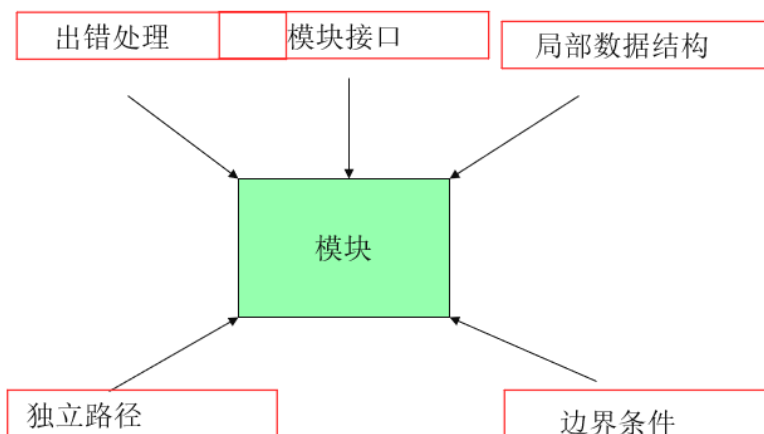 出错处理
模块接口
局部数据结构
模块
独立路径
边界条件